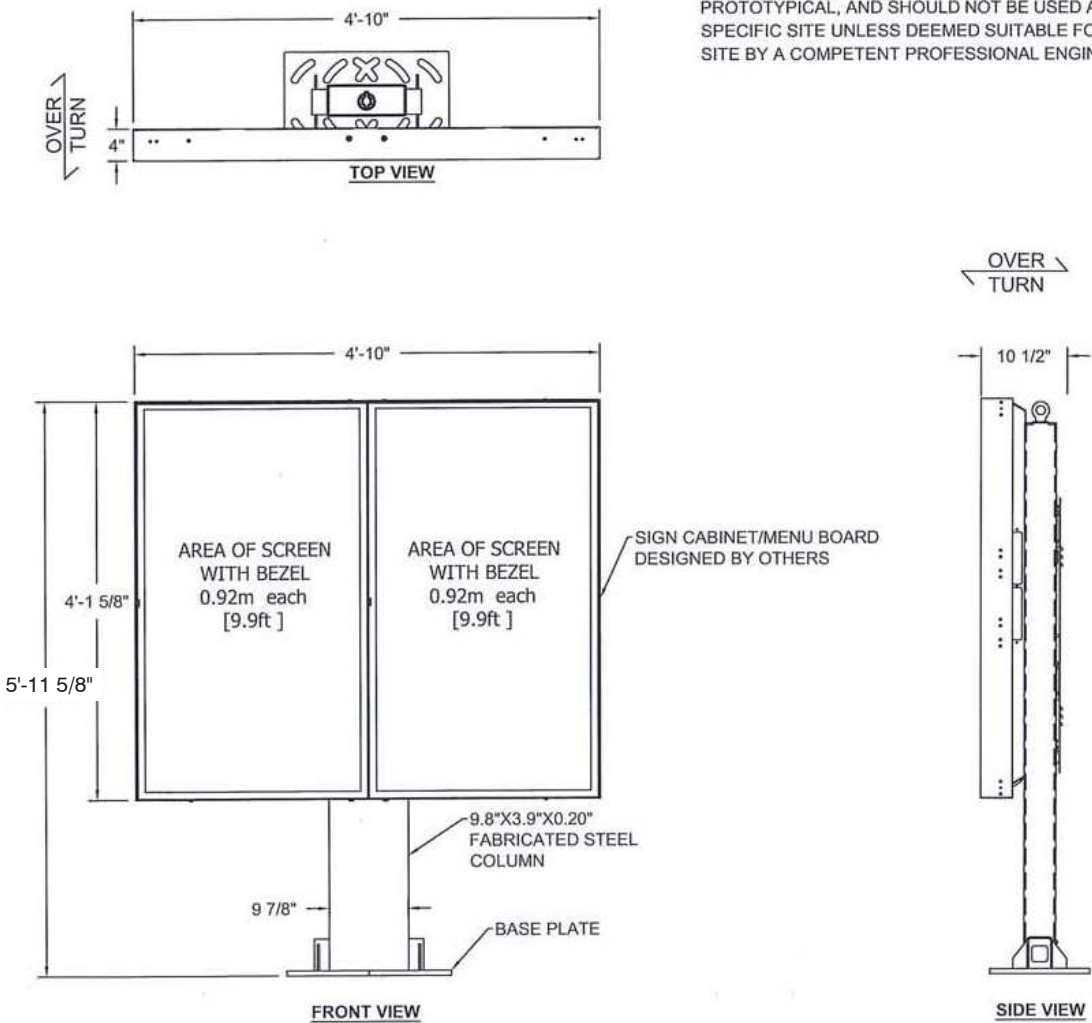 PROTOTYPICAL, AND SHOULD NOT BE USED
SPECIFIC SITE UNLESS DEEMED SUITABLE
SITE BY A COMPETENT PROFESSIONAL
4'-10"
OVER
TURN
4"
TOP VIEW
OVER
TURN
4'-10"
10 1/2"
AREA OF SCREEN
WITH BEZEL
0.92m each
[9.9ft ]
AREA OF SCREEN
WITH BEZEL
0.92m each
[9.9ft ]
SIGN CABINET/MENU BOARD
DESIGNED BY OTHERS
4'-1 5/8"
5'-11 5/8"
9.8"X3.9"X0.20"
FABRICATED STEEL
COLUMN
9 7/8"
BASE PLATE
FRONT VIEW
SIDE VIEW